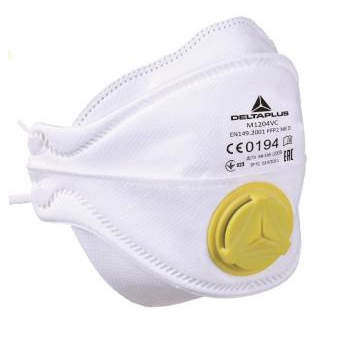 DELTAPLUS
M1204VC
EN149:2001 FFP2 NR D
CE0194
EAC